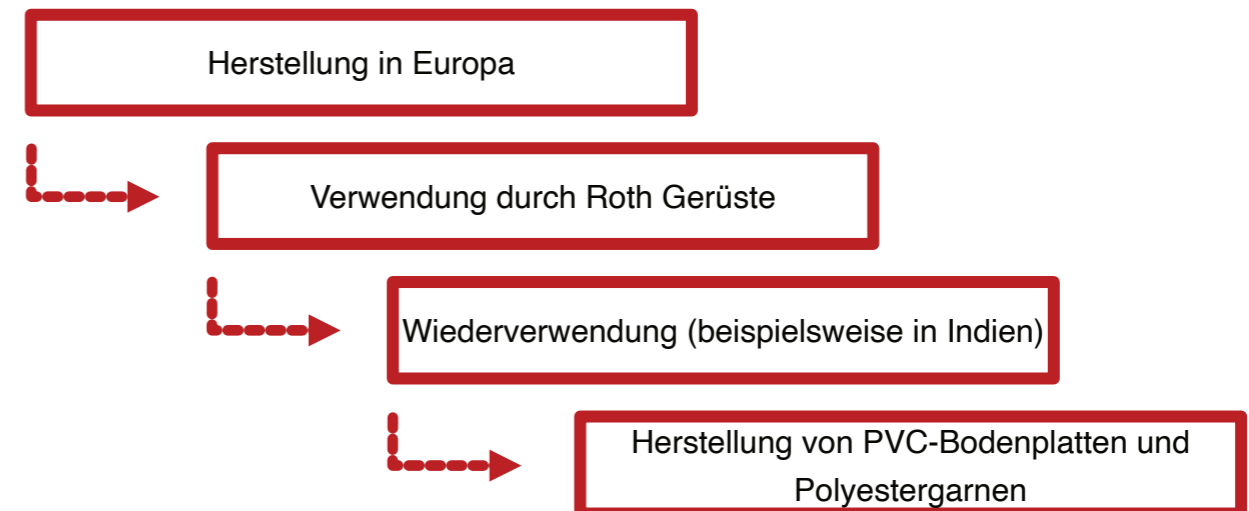 Herstellung in Europa
Verwendung durch Roth Gerüste
Wiederverwendung (beispielsweise in Indien)
Herstellung von PVC-Bodenplatten und
Polyestergarnen